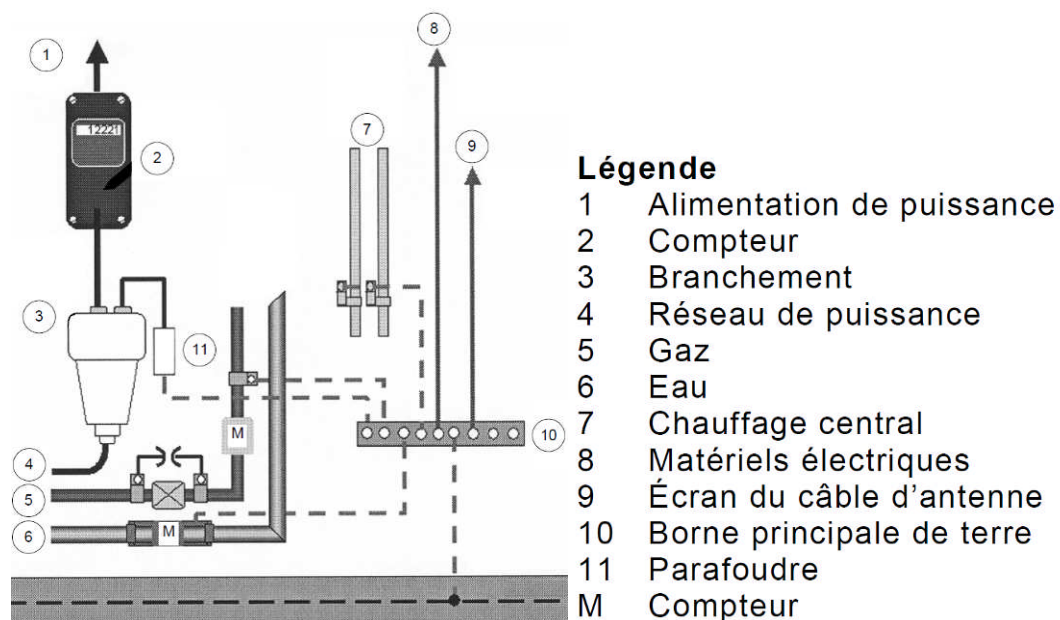 8
1
12221
7
2
9
Légende
1 Alimentation de puissance
2 Compteur
3 Branchement
4 Réseau de puissance
5 Gaz
6 Eau
7 Chauffage central
8 Matériels électriques
9 Écran du câble d’antenne
10 Borne principale de terre
11 Parafoudre
M Compteur
3
11
M
10
4
5
6
M